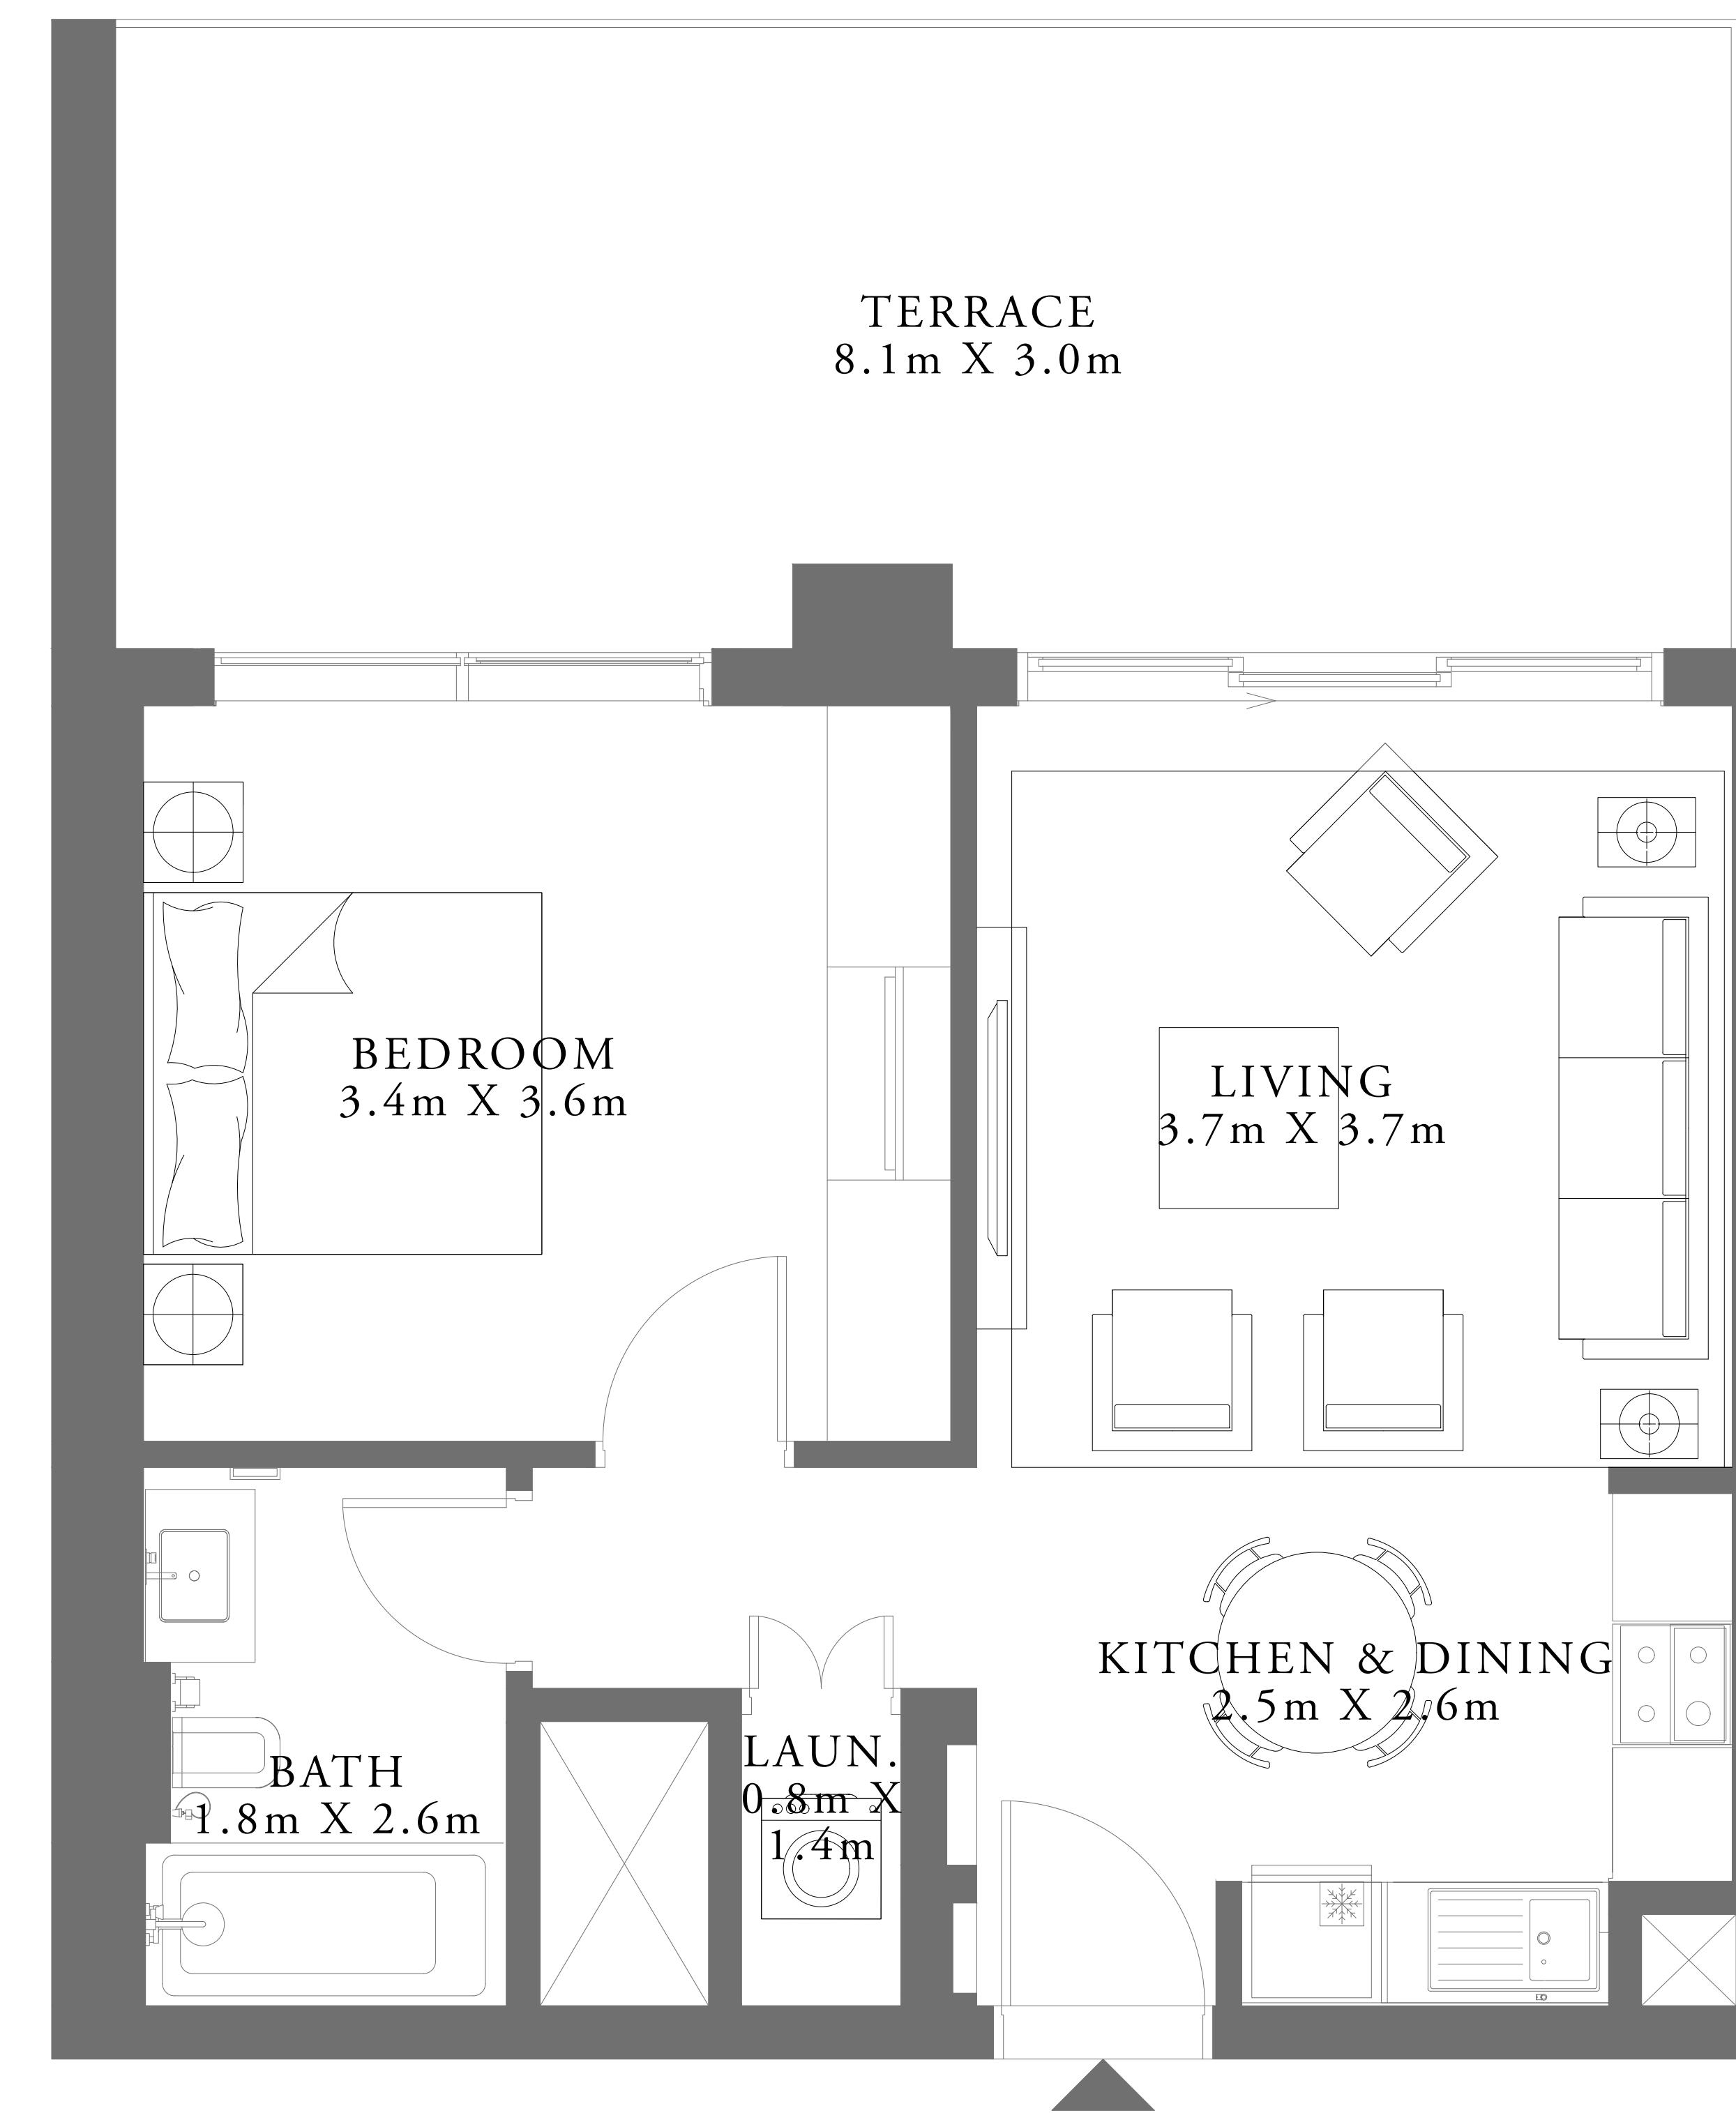 TERRACE
8.1m X 3.0m
BEDROOM
3.4m X 3.6m
LIVING
3.7m X 3.7m
KITCHEN & DINING
2.5m X 2.6m
LAUN.
0.8m X
1.4m
BATH
1.8m X 2.6m